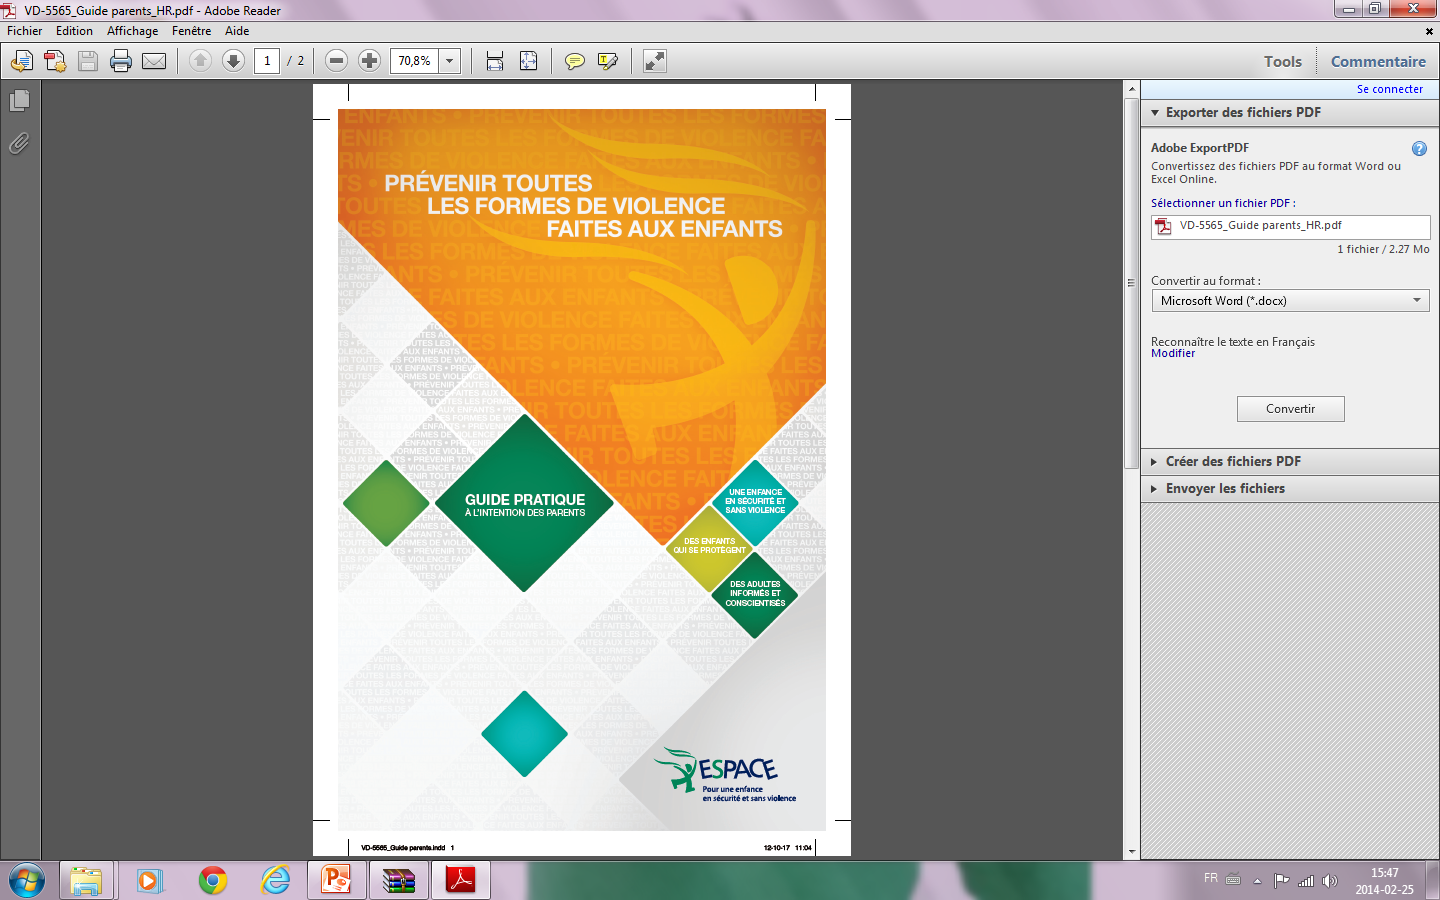 VD-5565_Guide parents_HR.pdf - Adobe Reader
Fichier Edition Affichage Fenêtre Aide
1 / 2 70,8% Tools Commentaire
Se connecter
Exporter des fichiers PDF
Adobe ExportPDF
Convertissez des fichiers PDF au format Word ou
Excel Online.
Sélectionner un fichier PDF :
VD-5565_Guide parents_HR.pdf
1 fichier / 2.27 Mo
Convertir au format :
Microsoft Word (*.docx)
Reconnaître le texte en Français
Modifier
Convertir
Créer des fichiers PDF
Envoyer les fichiers
PRÉVENIR TOUTES
LES FORMES DE VIOLENCE
FAITES AUX ENFANTS
GUIDE PRATIQUE
À L'INTENTION DES PARENTS
UNE ENFANCE
EN SÉCURITÉ ET
SANS VIOLENCE
DES ENFANTS
QUI SE PROTÈGENT
DES ADULTES
INFORMÉS ET
CONSCIENTISÉS
ESPACE
Pour une enfance
en sécurité et sans violence
VD-5565_Guide parents.indd 1 12-10-17 11:04
FR 15:47
2014-02-25